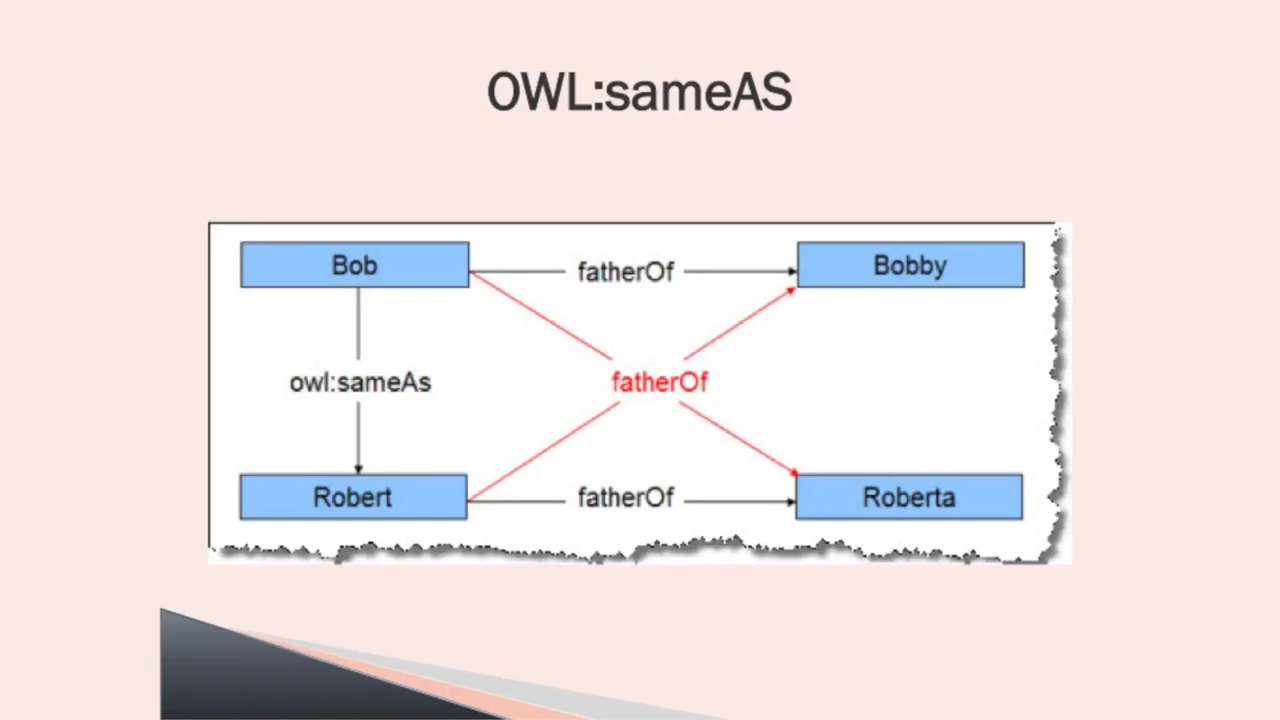 OWL:sameAS
Bob
fatherOf
Bobby
owl:sameAs
fatherOf
Robert
fatherOf
Roberta